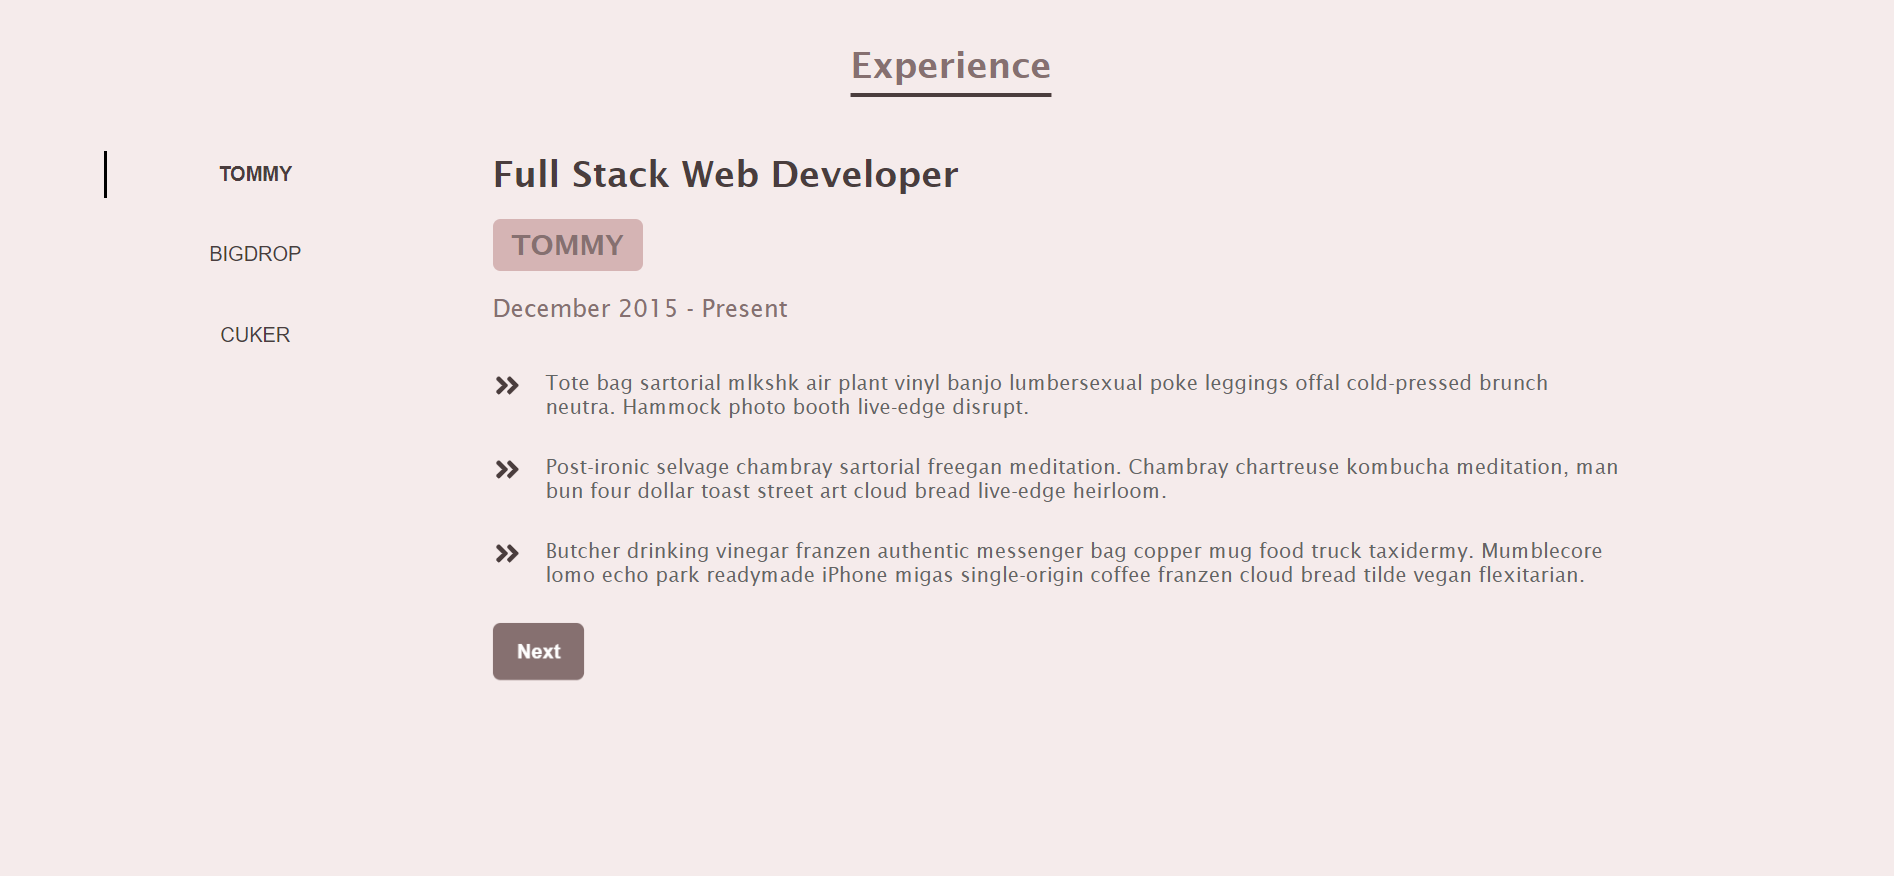 Experience
TOMMY
BIGDROP
CUKER
Full Stack Web Developer
TOMMY
December 2015 - Present
Tote bag sartorial mlkshk air plant vinyl banjo lumbersexual poke leggings offal cold-pressed brunch
neutra. Hammock photo booth live-edge disrupt.
Post-ironic selvage chambray sartorial freegan meditation. Chambray chartreuse kombucha meditation, man
bun four dollar toast street art cloud bread live-edge heirloom.
Butcher drinking vinegar franzen authentic messenger bag copper mug food truck taxidermy. Mumblecore
lomo echo park readymade iPhone migas single-origin coffee franzen cloud bread tilde vegan flexitarian.
Next